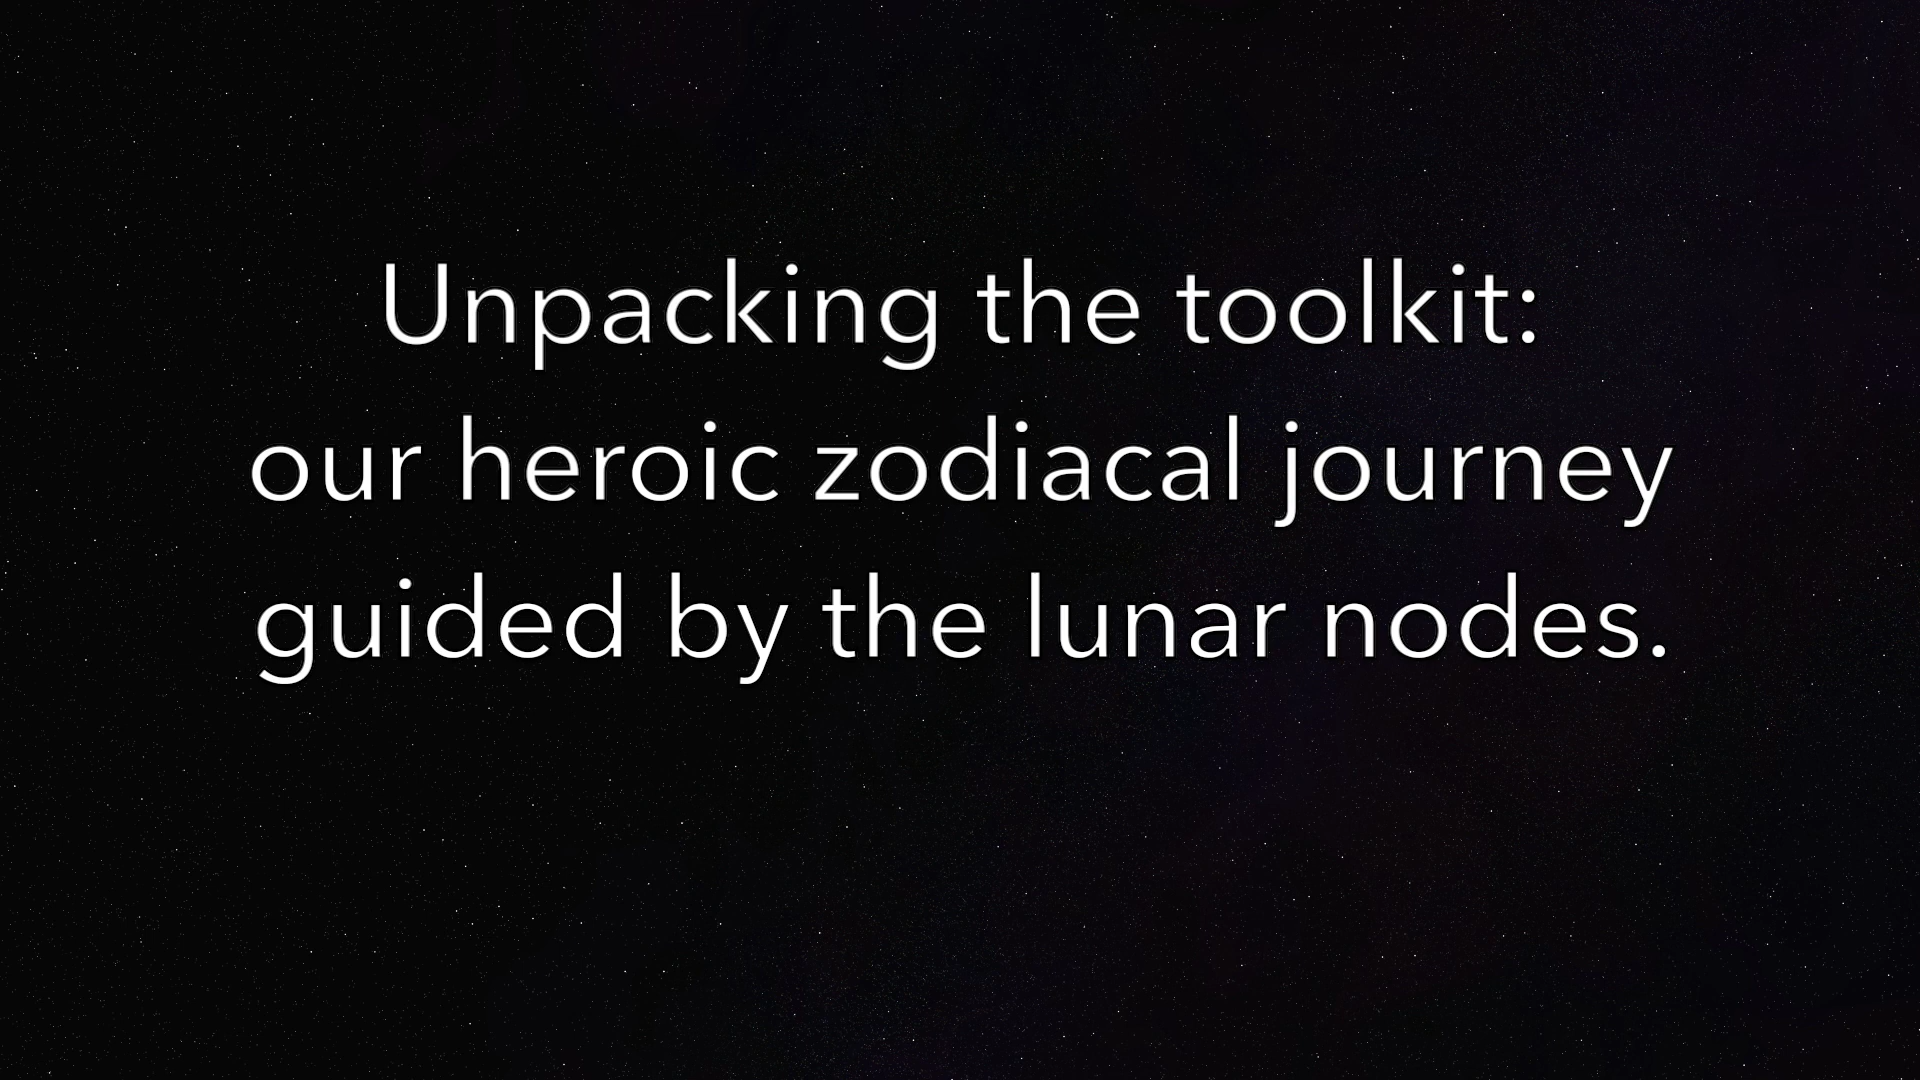 Unpacking the toolkit:
our heroic zodiacal journey
guided by the lunar nodes.